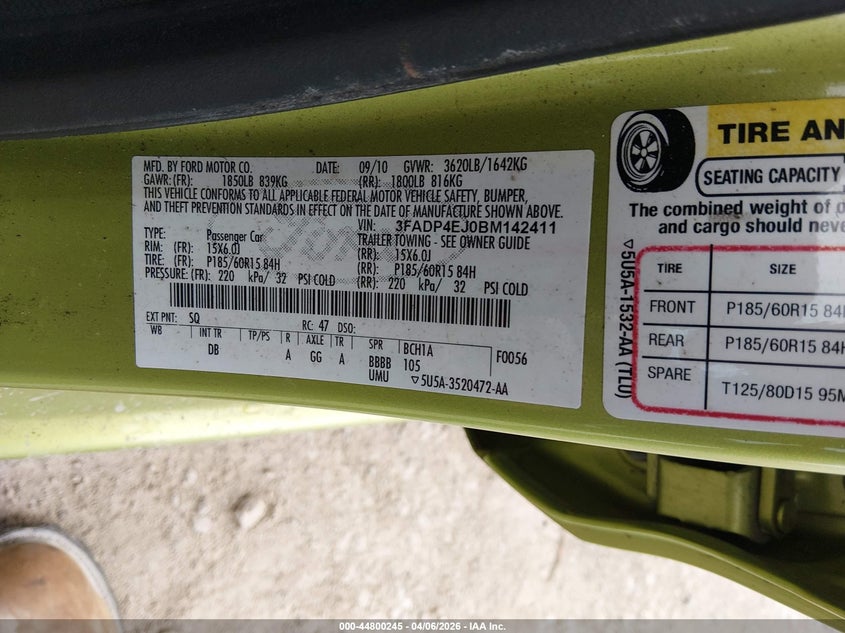 MFD. BY FORD MOTOR CO. DATE: 09/10 GVWR: 3620LB/1642KG
GAWR: (FR): 1850LB 839KG (RR): 1800LB 816KG
THIS VEHICLE CONFORMS TO ALL APPLICABLE FEDERAL MOTOR VEHICLE SAFETY, BUMPER,
AND THEFT PREVENTION STANDARDS IN EFFECT ON THE DATE OF MANUFACTURE SHOWN ABOVE.
VIN: 3FADP4EJ0BM142411
TYPE: Passenger Car TRAILER TOWING - SEE OWNER GUIDE
RIM: (FR): 15X6.0J (RR): 15X6.0J
TIRE: (FR): P185/60R15 84H (RR): P185/60R15 84H
PRESSURE: (FR): 220 kPa/ 32 PSI COLD (RR): 220 kPa/ 32 PSI COLD
EXT PNT: SQ RC: 47 DSO:
WB INT TR TP/PS R AXLE TR SPR BCH1A F0056
DB A GG A BBBB 105
UMU ▽5U5A-3520472-AA
TIRE AN
SEATING CAPACITY
The combined weight of o
and cargo should neve
▽5U5A-1532-AA (TLU)
TIRE SIZE
FRONT P185/60R15 84H
REAR P185/60R15 84H
SPARE T125/80D15 95M
000-44800245 - 04/06/2026 - IAA Inc.